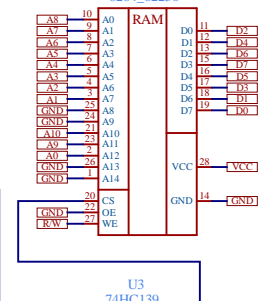 A8 10 A0 RAM
A7 9 A1 D0 11 D2
A6 8 A2 D1 12 D4
A5 7 A3 D2 13 D6
A4 6 A4 D3 15 D7
A3 5 A5 D4 16 D5
A2 4 A6 D5 17 D3
A1 3 A7 D6 18 D1
GND 25 A8 D7 19 D0
GND 24 A9
A10 21 A10
A9 23 A11
A0 2 A12
GND 26 A13 VCC 28 VCC
GND 1 A14
20 CS GND 14 GND
GND 22 OE
R/W 27 WE
U3
74HC139